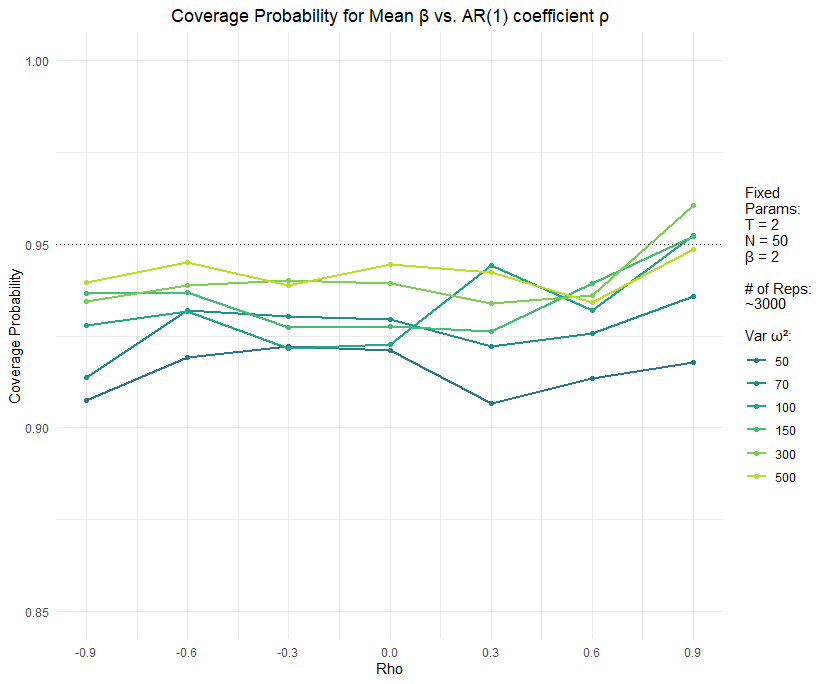 Coverage Probability for Mean β vs. AR(1) coefficient ρ
1.00
0.95
0.90
0.85
Coverage Probability
-0.9
-0.6
-0.3
0.0
0.3
0.6
0.9
Rho
Fixed
Params:
T = 2
N = 50
β = 2
# of Reps:
~3000
Var ω²:
50
70
100
150
300
500